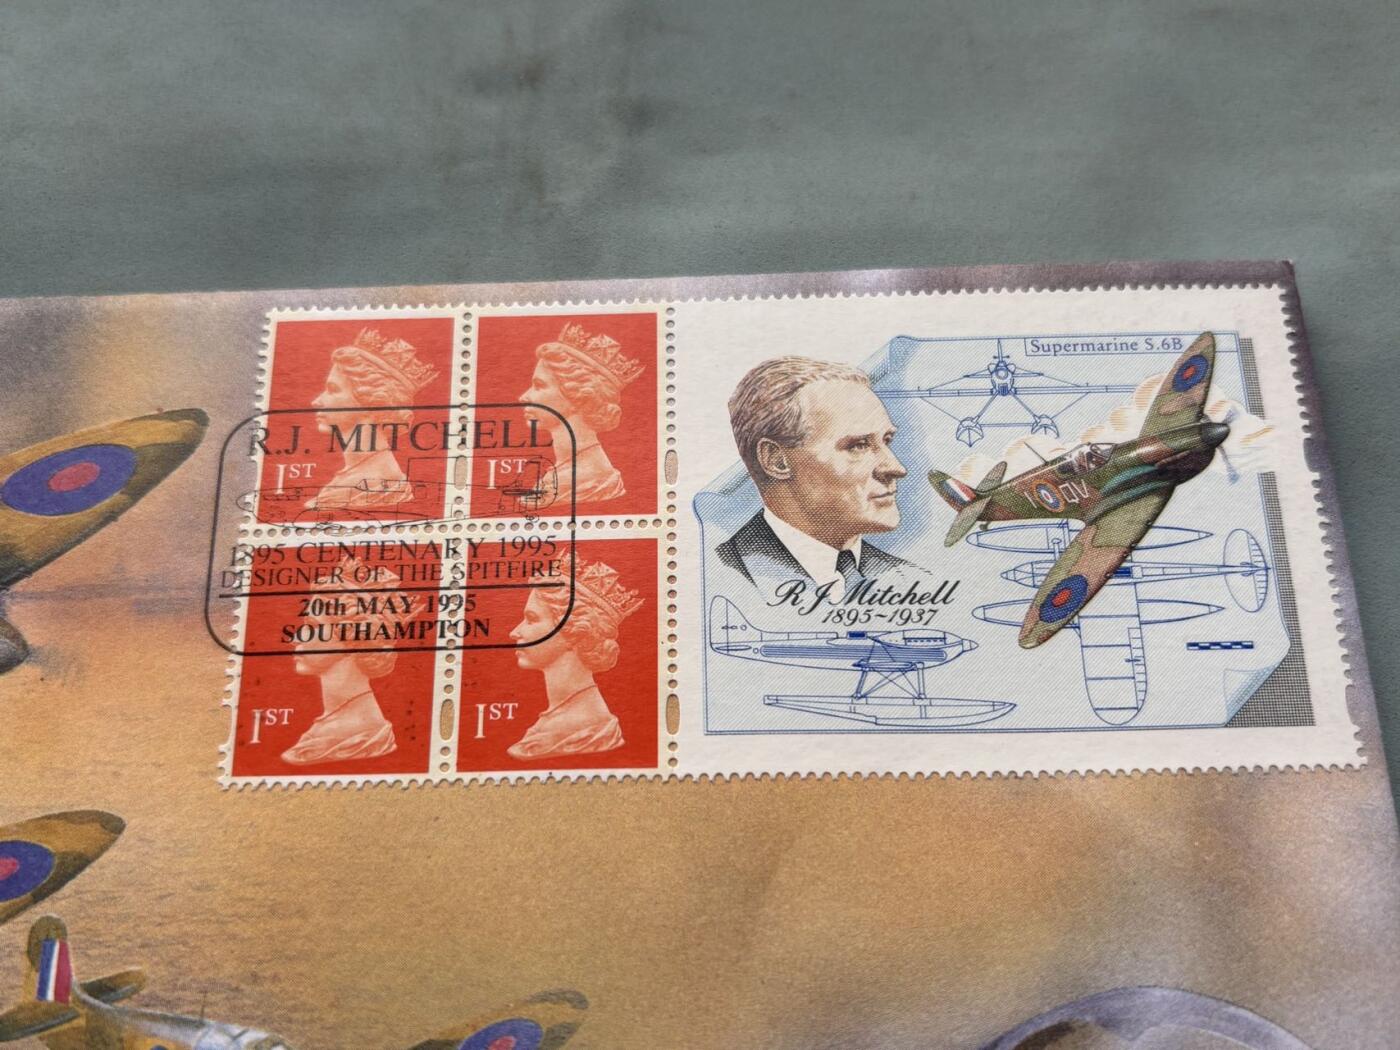 1ST
1ST
R.J. MITCHELL
1895 CENTENARY 1995
DESIGNER OF THE SPITFIRE
20th MAY 1995
SOUTHAMPTON
1ST
1ST
Supermarine S.6B
R J Mitchell
1895~1937